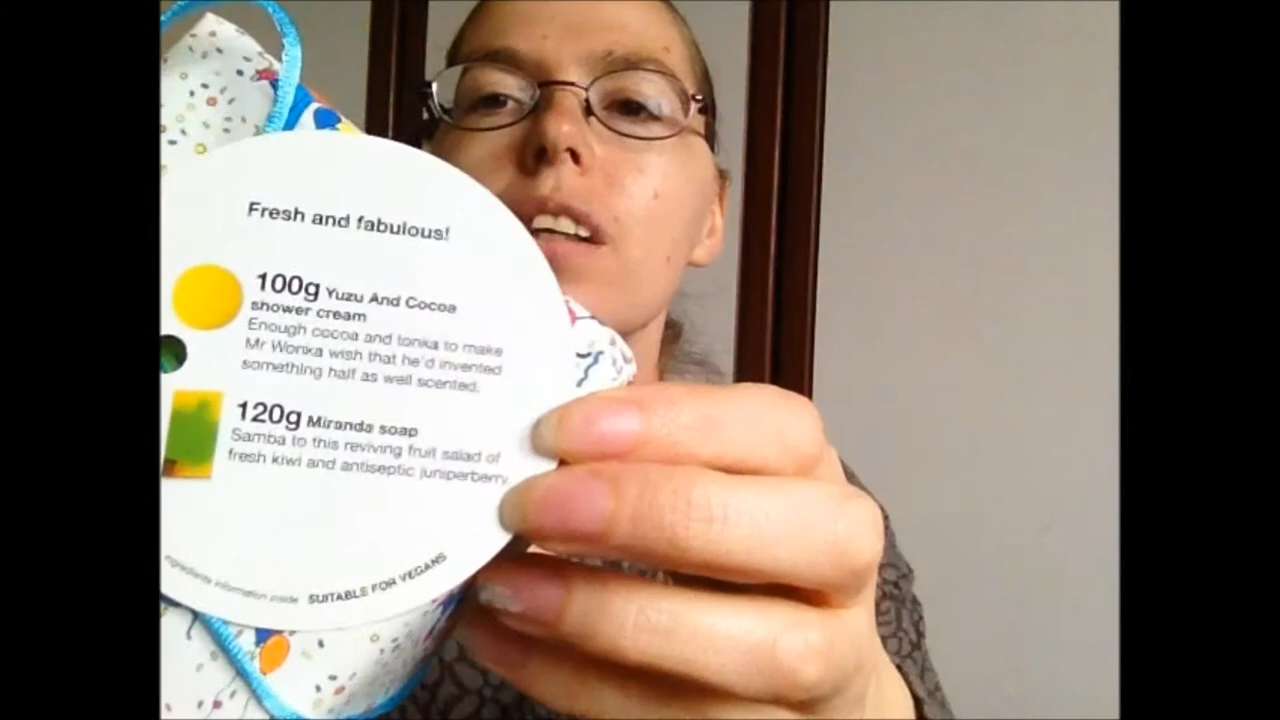 Fresh and fabulous!
100g Yuzu And Cocoa
shower cream
Enough cocoa and tonka to make
Mr Wonka wish that he'd invented
something half as well scented.
120g Miranda soap
Samba to this reviving fruit salad of
fresh kiwi and antiseptic juniperberry.
ingredients information inside SUITABLE FOR VEGANS